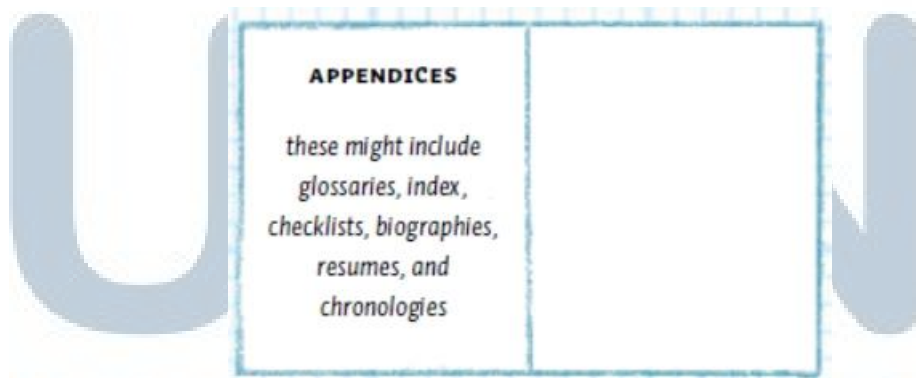 APPENDICES
these might include
glossaries, index,
checklists, biographies,
resumes, and
chronologies